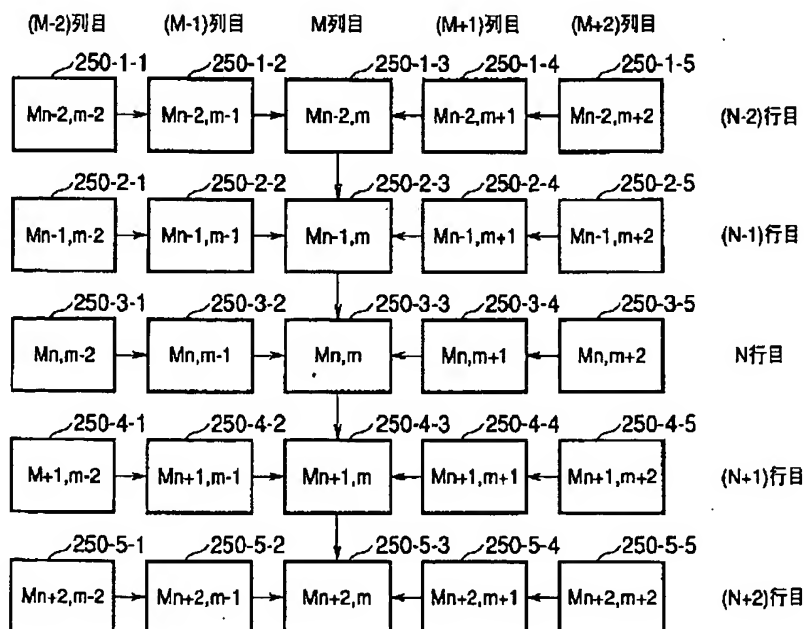 (M-2)列目 (M-1)列目 M列目 (M+1)列目 (M+2)列目
250-1-1 250-1-2 250-1-3 250-1-4 250-1-5
Mn-2,m-2 Mn-2,m-1 Mn-2,m Mn-2,m+1 Mn-2,m+2 (N-2)行目
250-2-1 250-2-2 250-2-3 250-2-4 250-2-5
Mn-1,m-2 Mn-1,m-1 Mn-1,m Mn-1,m+1 Mn-1,m+2 (N-1)行目
250-3-1 250-3-2 250-3-3 250-3-4 250-3-5
Mn,m-2 Mn,m-1 Mn,m Mn,m+1 Mn,m+2 N行目
250-4-1 250-4-2 250-4-3 250-4-4 250-4-5
M+1,m-2 Mn+1,m-1 Mn+1,m Mn+1,m+1 Mn+1,m+2 (N+1)行目
250-5-1 250-5-2 250-5-3 250-5-4 250-5-5
Mn+2,m-2 Mn+2,m-1 Mn+2,m Mn+2,m+1 Mn+2,m+2 (N+2)行目